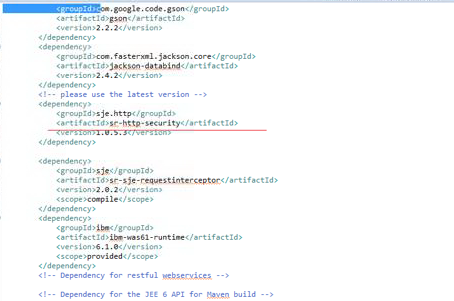 <groupId>com.google.code.gson</groupId>
<artifactId>gson</artifactId>
<version>2.2.2</version>
</dependency>
<dependency>
<groupId>com.fasterxml.jackson.core</groupId>
<artifactId>jackson-databind</artifactId>
<version>2.4.2</version>
</dependency>
<!-- please use the latest version -->
<dependency>
<groupId>sje.http</groupId>
<artifactId>sr-http-security</artifactId>
<version>1.0.5.3</version>
</dependency>
<dependency>
<groupId>sje</groupId>
<artifactId>sr-sje-requestinterceptor</artifactId>
<version>2.0.2</version>
<scope>compile</scope>
</dependency>
<dependency>
<groupId>ibm</groupId>
<artifactId>ibm-was61-runtime</artifactId>
<version>6.1.0</version>
<scope>provided</scope>
</dependency>
<!-- Dependency for restful webservices -->
<!-- Dependency for the JEE 6 API for Maven build -->